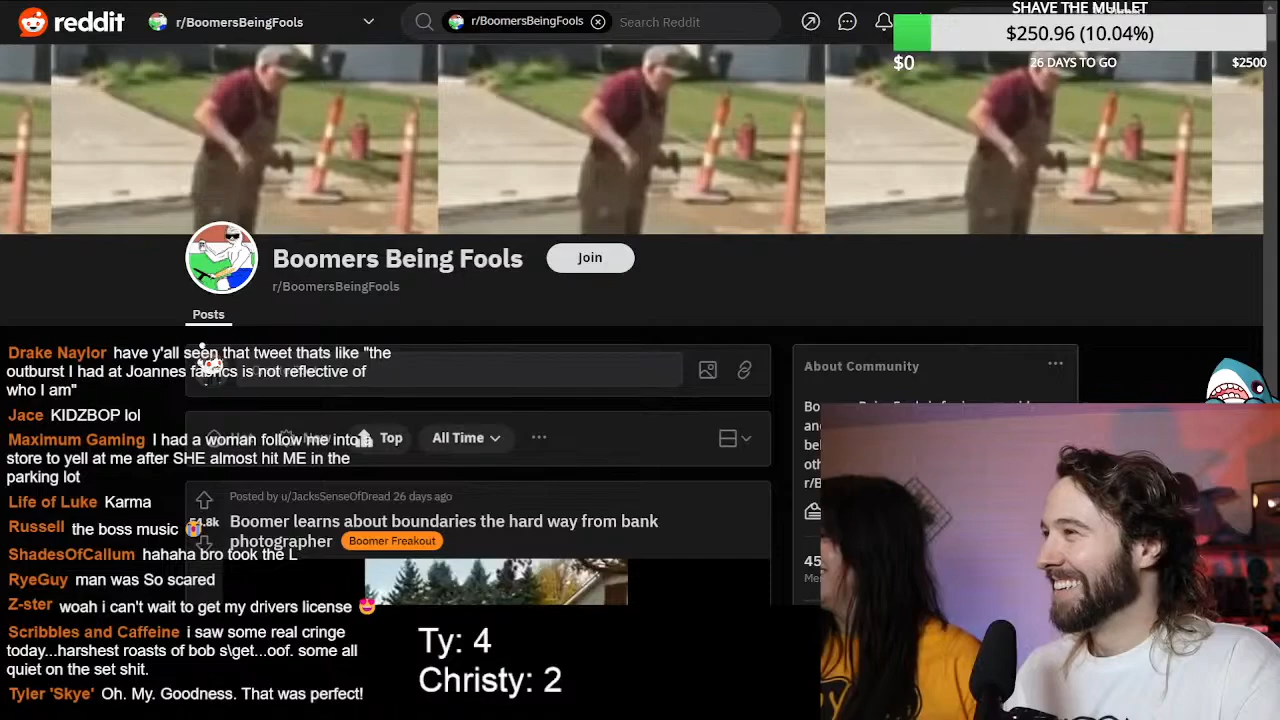 reddit
r/BoomersBeingFools
r/BoomersBeingFools
Search Reddit
SHAVE THE MULLET
$250.96 (10.04%)
$0
26 DAYS TO GO
$2500
Boomers Being Fools
Join
r/BoomersBeingFools
Posts
Drake Naylor have y'all seen that tweet thats like "the
outburst I had at Joannes fabrics is not reflective of
who I am"
Jace KIDZBOP lol
Maximum Gaming I had a woman follow me into
store to yell at me after SHE almost hit ME in the
parking lot
Life of Luke Karma
Russell the boss music
ShadesOfCallum hahaha bro took the L
RyeGuy man was So scared
Z-ster woah i can't wait to get my drivers license
Scribbles and Caffeine i saw some real cringe
today...harshest roasts of bob s\get...oof. some all
quiet on the set shit.
Tyler 'Skye' Oh. My. Goodness. That was perfect!
New
Top
All Time
Posted by u/JacksSenseOfDread 26 days ago
Boomer learns about boundaries the hard way from bank
photographer
Boomer Freakout
About Community
Ty: 4
Christy: 2